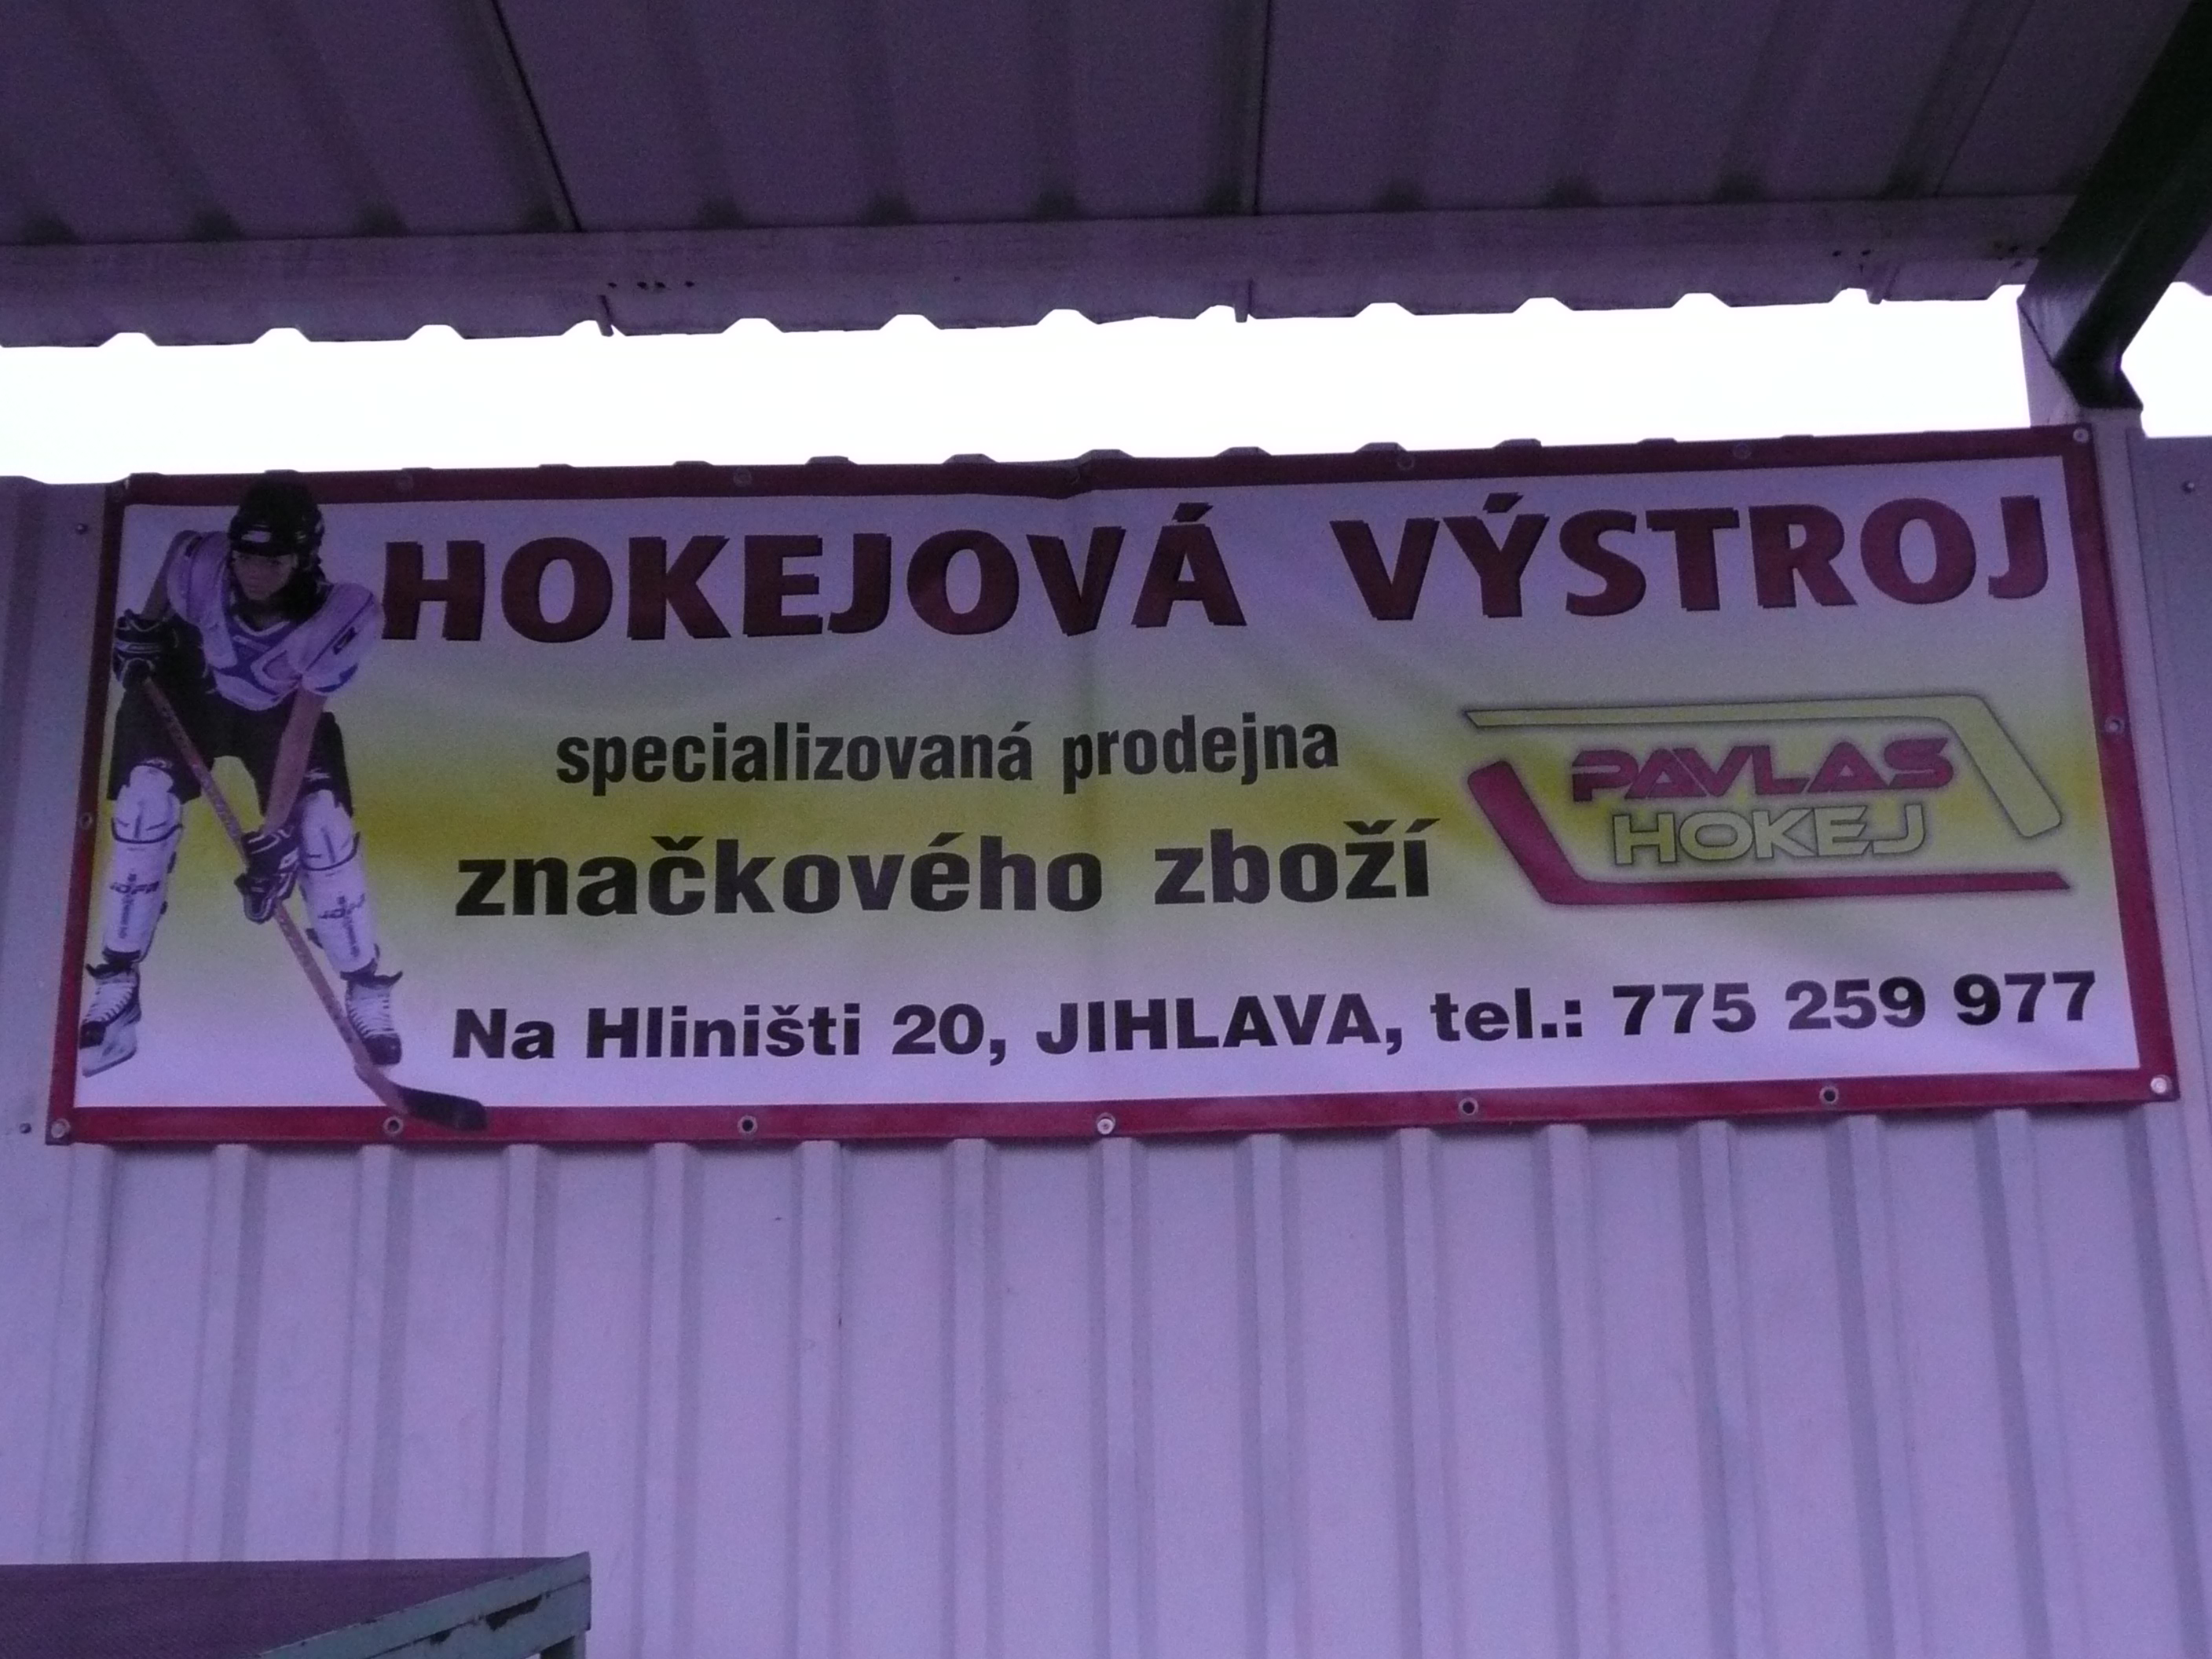 HOKEJOVÁ VÝSTROJ
specializovaná prodejna
značkového zboží
PAVLAS
HOKEJ
Na Hliništi 20, JIHLAVA, tel.: 775 259 977